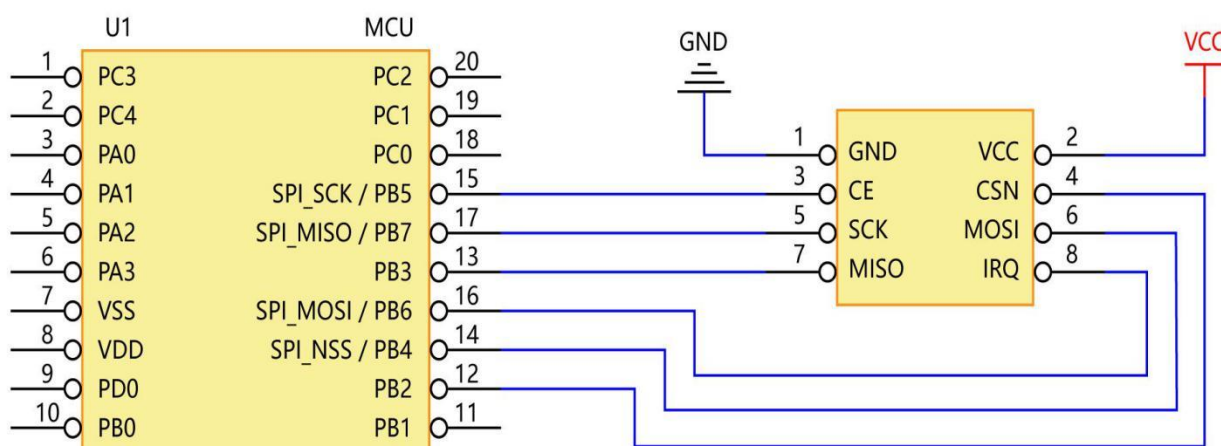 U1 MCU
GND
VCC
1 PC3 PC2 20
2 PC4 PC1 19
3 PA0 PC0 18
4 PA1 SPI_SCK / PB5 15
5 PA2 SPI_MISO / PB7 17
6 PA3 PB3 13
7 VSS SPI_MOSI / PB6 16
8 VDD SPI_NSS / PB4 14
9 PD0 PB2 12
10 PB0 PB1 11
1 GND VCC 2
3 CE CSN 4
5 SCK MOSI 6
7 MISO IRQ 8